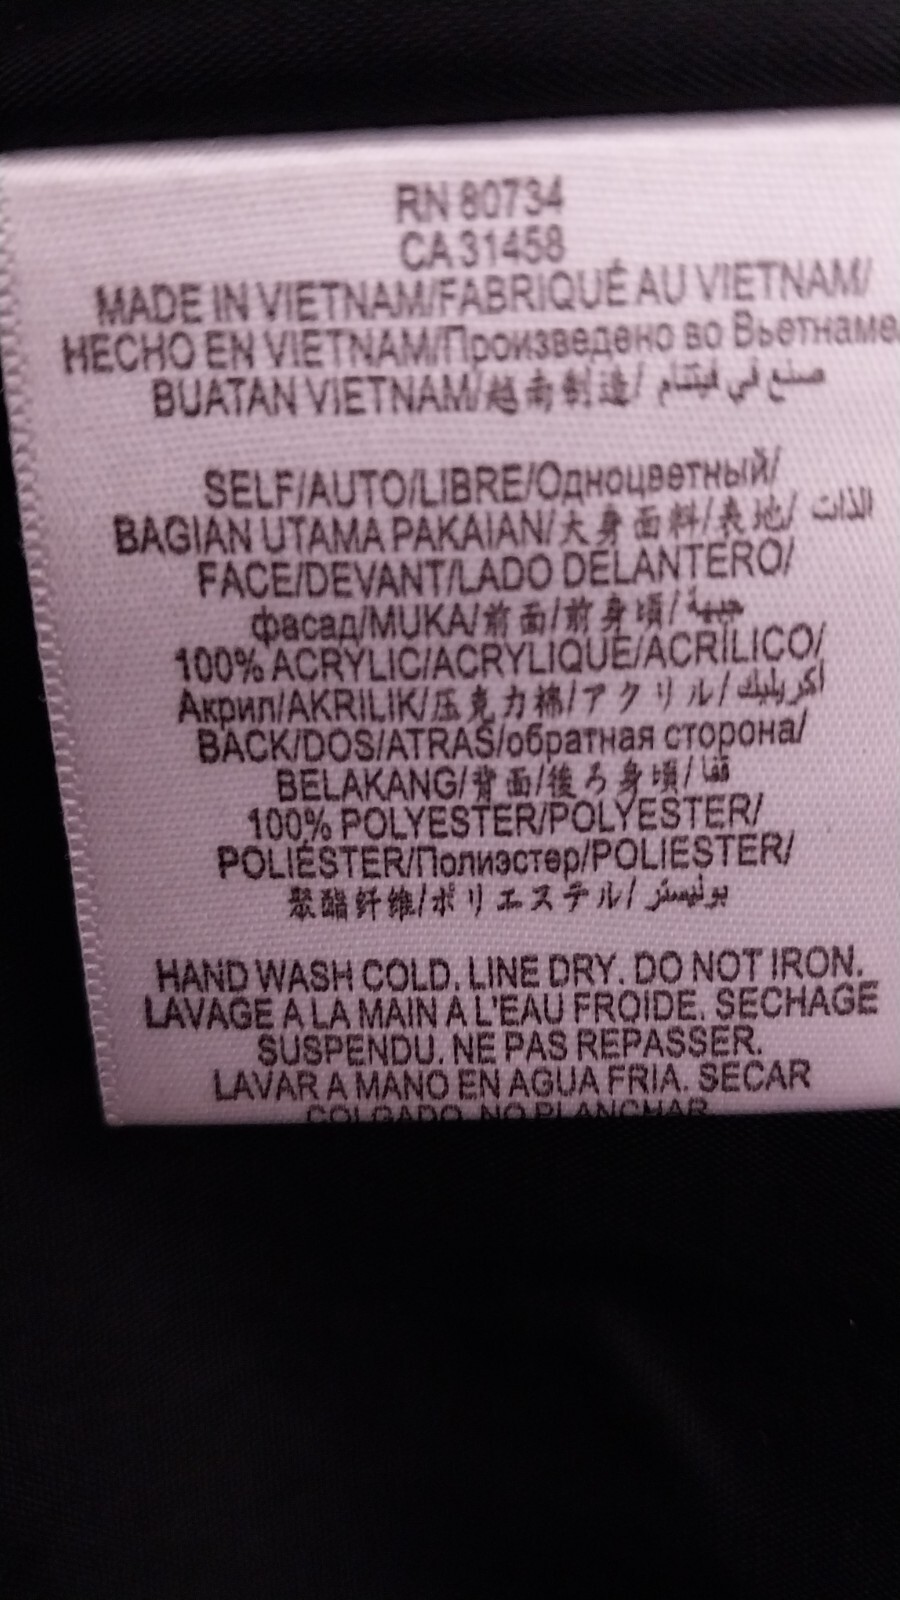 RN 80734
CA 31458
MADE IN VIETNAM/FABRIQUÉ AU VIETNAM/
HECHO EN VIETNAM/Произведено во Вьетнаме/
BUATAN VIETNAM/越南制造/ صنع في فيتنام
SELF/AUTO/LIBRE/Одноцветный/
BAGIAN UTAMA PAKAIAN/大身面料/表地/ الذات
FACE/DEVANT/LADO DELANTERO/
фасад/MUKA/前面/前身頃/ جبهة
100% ACRYLIC/ACRYLIQUE/ACRÍLICO/
Акрил/AKRILIK/压克力棉/アクリル/ اكريليك
BACK/DOS/ATRAS/обратная сторона/
BELAKANG/背面/後ろ身頃/ قفا
100% POLYESTER/POLYESTER/
POLIÉSTER/Полиэстер/POLIESTER/
聚酯纤维/ポリエステル/ بوليستر
HAND WASH COLD. LINE DRY. DO NOT IRON.
LAVAGE A LA MAIN A L'EAU FROIDE. SECHAGE
SUSPENDU. NE PAS REPASSER.
LAVAR A MANO EN AGUA FRIA. SECAR
COLGADO. NO PLANCHAR